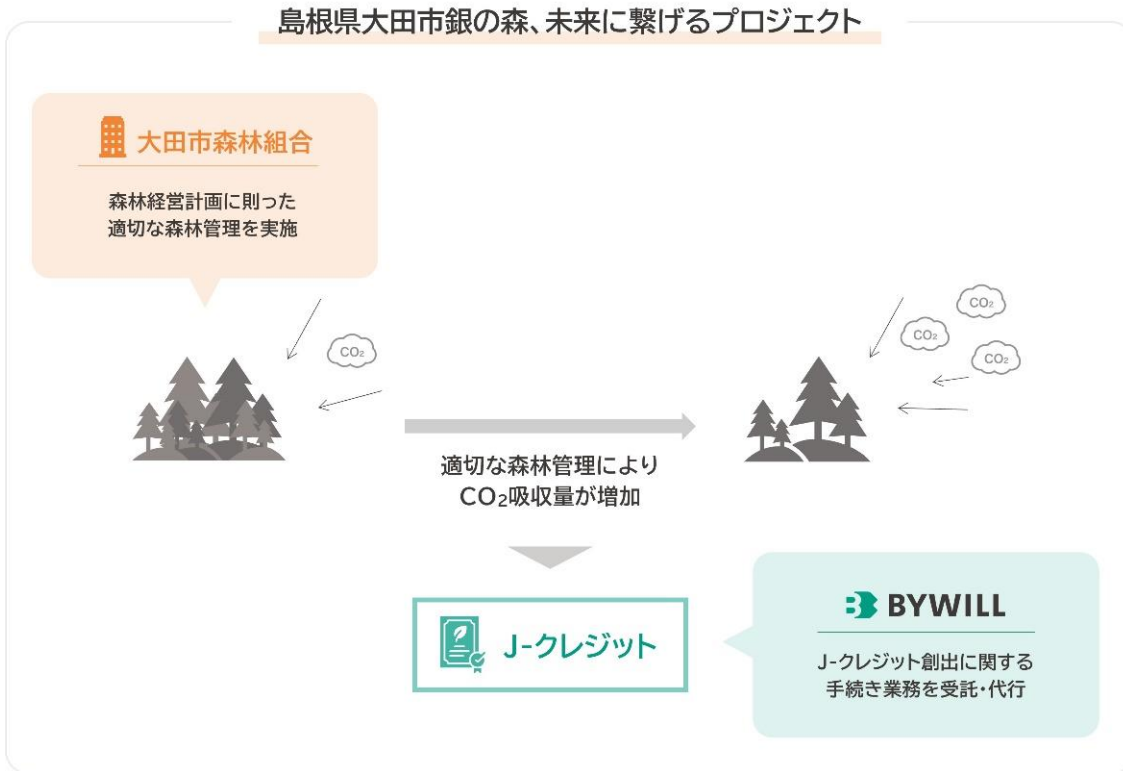 島根県大田市銀の森、未来に繋げるプロジェクト
大田市森林組合
森林経営計画に則った
適切な森林管理を実施
CO₂
CO₂
CO₂
CO₂
適切な森林管理により
CO₂吸収量が増加
J-クレジット
BYWILL
J-クレジット創出に関する
手続き業務を受託・代行